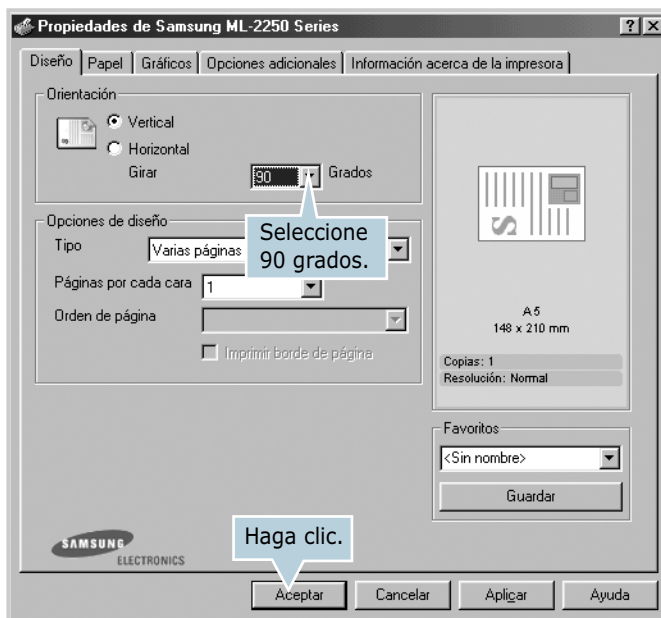 Propiedades de Samsung ML-2250 Series
Diseño Papel Gráficos Opciones adicionales Información acerca de la impresora
Orientación
Vertical
Horizontal
Girar 90 Grados
Seleccione
90 grados.
Opciones de diseño
Tipo Varias páginas
Páginas por cada cara 1
Orden de página
Imprimir borde de página
S
A5
148 x 210 mm
Copias: 1
Resolución: Normal
Favoritos
<Sin nombre>
Guardar
SAMSUNG
ELECTRONICS
Haga clic.
Aceptar Cancelar Aplicar Ayuda